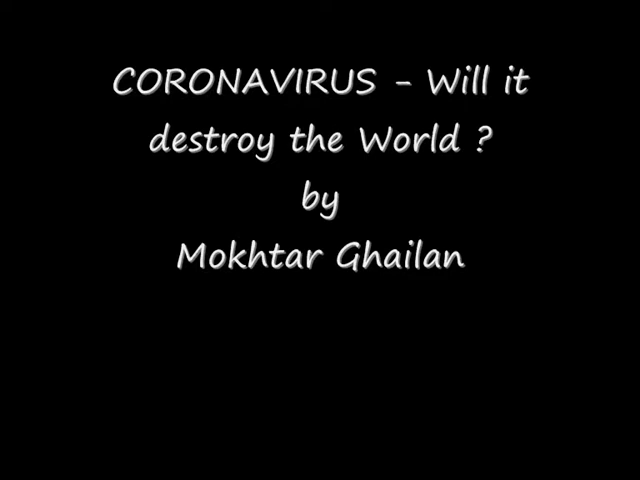 CORONAVIRUS - Will it
destroy the World ?
by
Mokhtar Ghailan